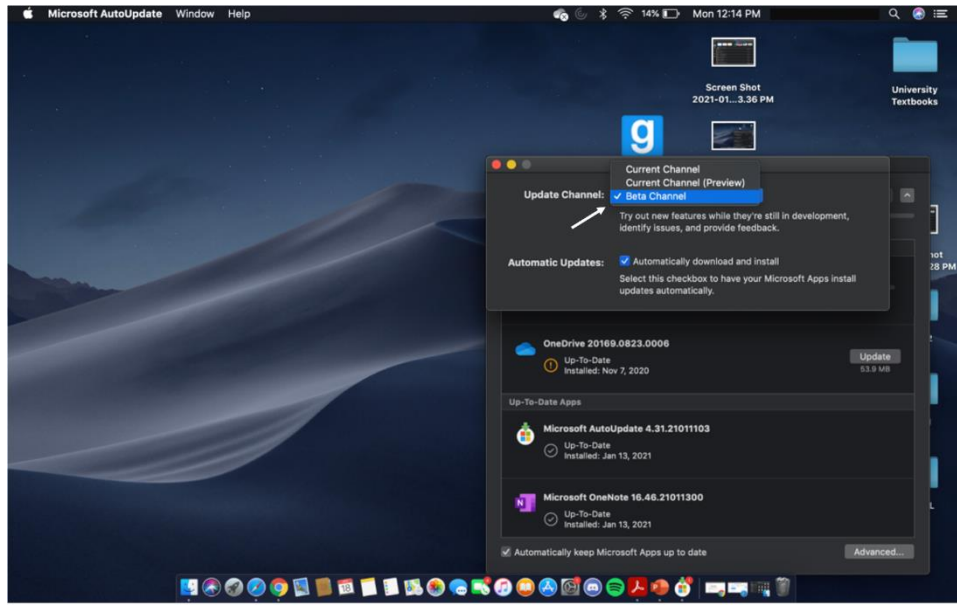 Microsoft AutoUpdate Window Help
14% Mon 12:14 PM
Screen Shot
2021-01...3.36 PM
University
Textbooks
g
Current Channel
Current Channel (Preview)
Update Channel: ✓ Beta Channel
Try out new features while they're still in development,
identify issues, and provide feedback.
Automatic Updates: Automatically download and install
Select this checkbox to have your Microsoft Apps install
updates automatically.
hot
28 PM
OneDrive 20169.0823.0006
Up-To-Date
Installed: Nov 7, 2020
Update
53.9 MB
Up-To-Date Apps
Microsoft AutoUpdate 4.31.21011103
Up-To-Date
Installed: Jan 13, 2021
N
Microsoft OneNote 16.46.21011300
Up-To-Date
Installed: Jan 13, 2021
L
Automatically keep Microsoft Apps up to date
Advanced...
18